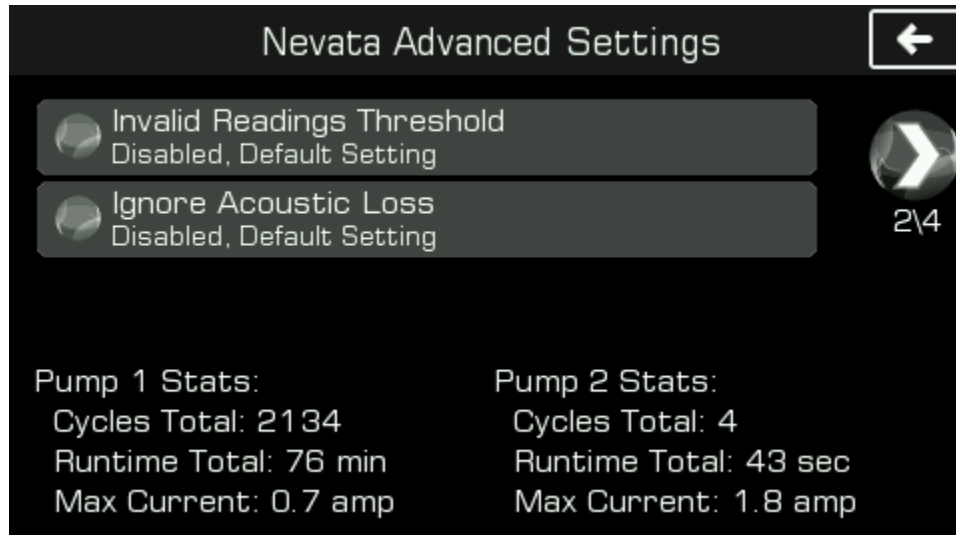 Nevata Advanced Settings
Invalid Readings Threshold
Disabled, Default Setting
Ignore Acoustic Loss
Disabled, Default Setting
2\4
Pump 1 Stats:
Cycles Total: 2134
Runtime Total: 76 min
Max Current: 0.7 amp
Pump 2 Stats:
Cycles Total: 4
Runtime Total: 43 sec
Max Current: 1.8 amp